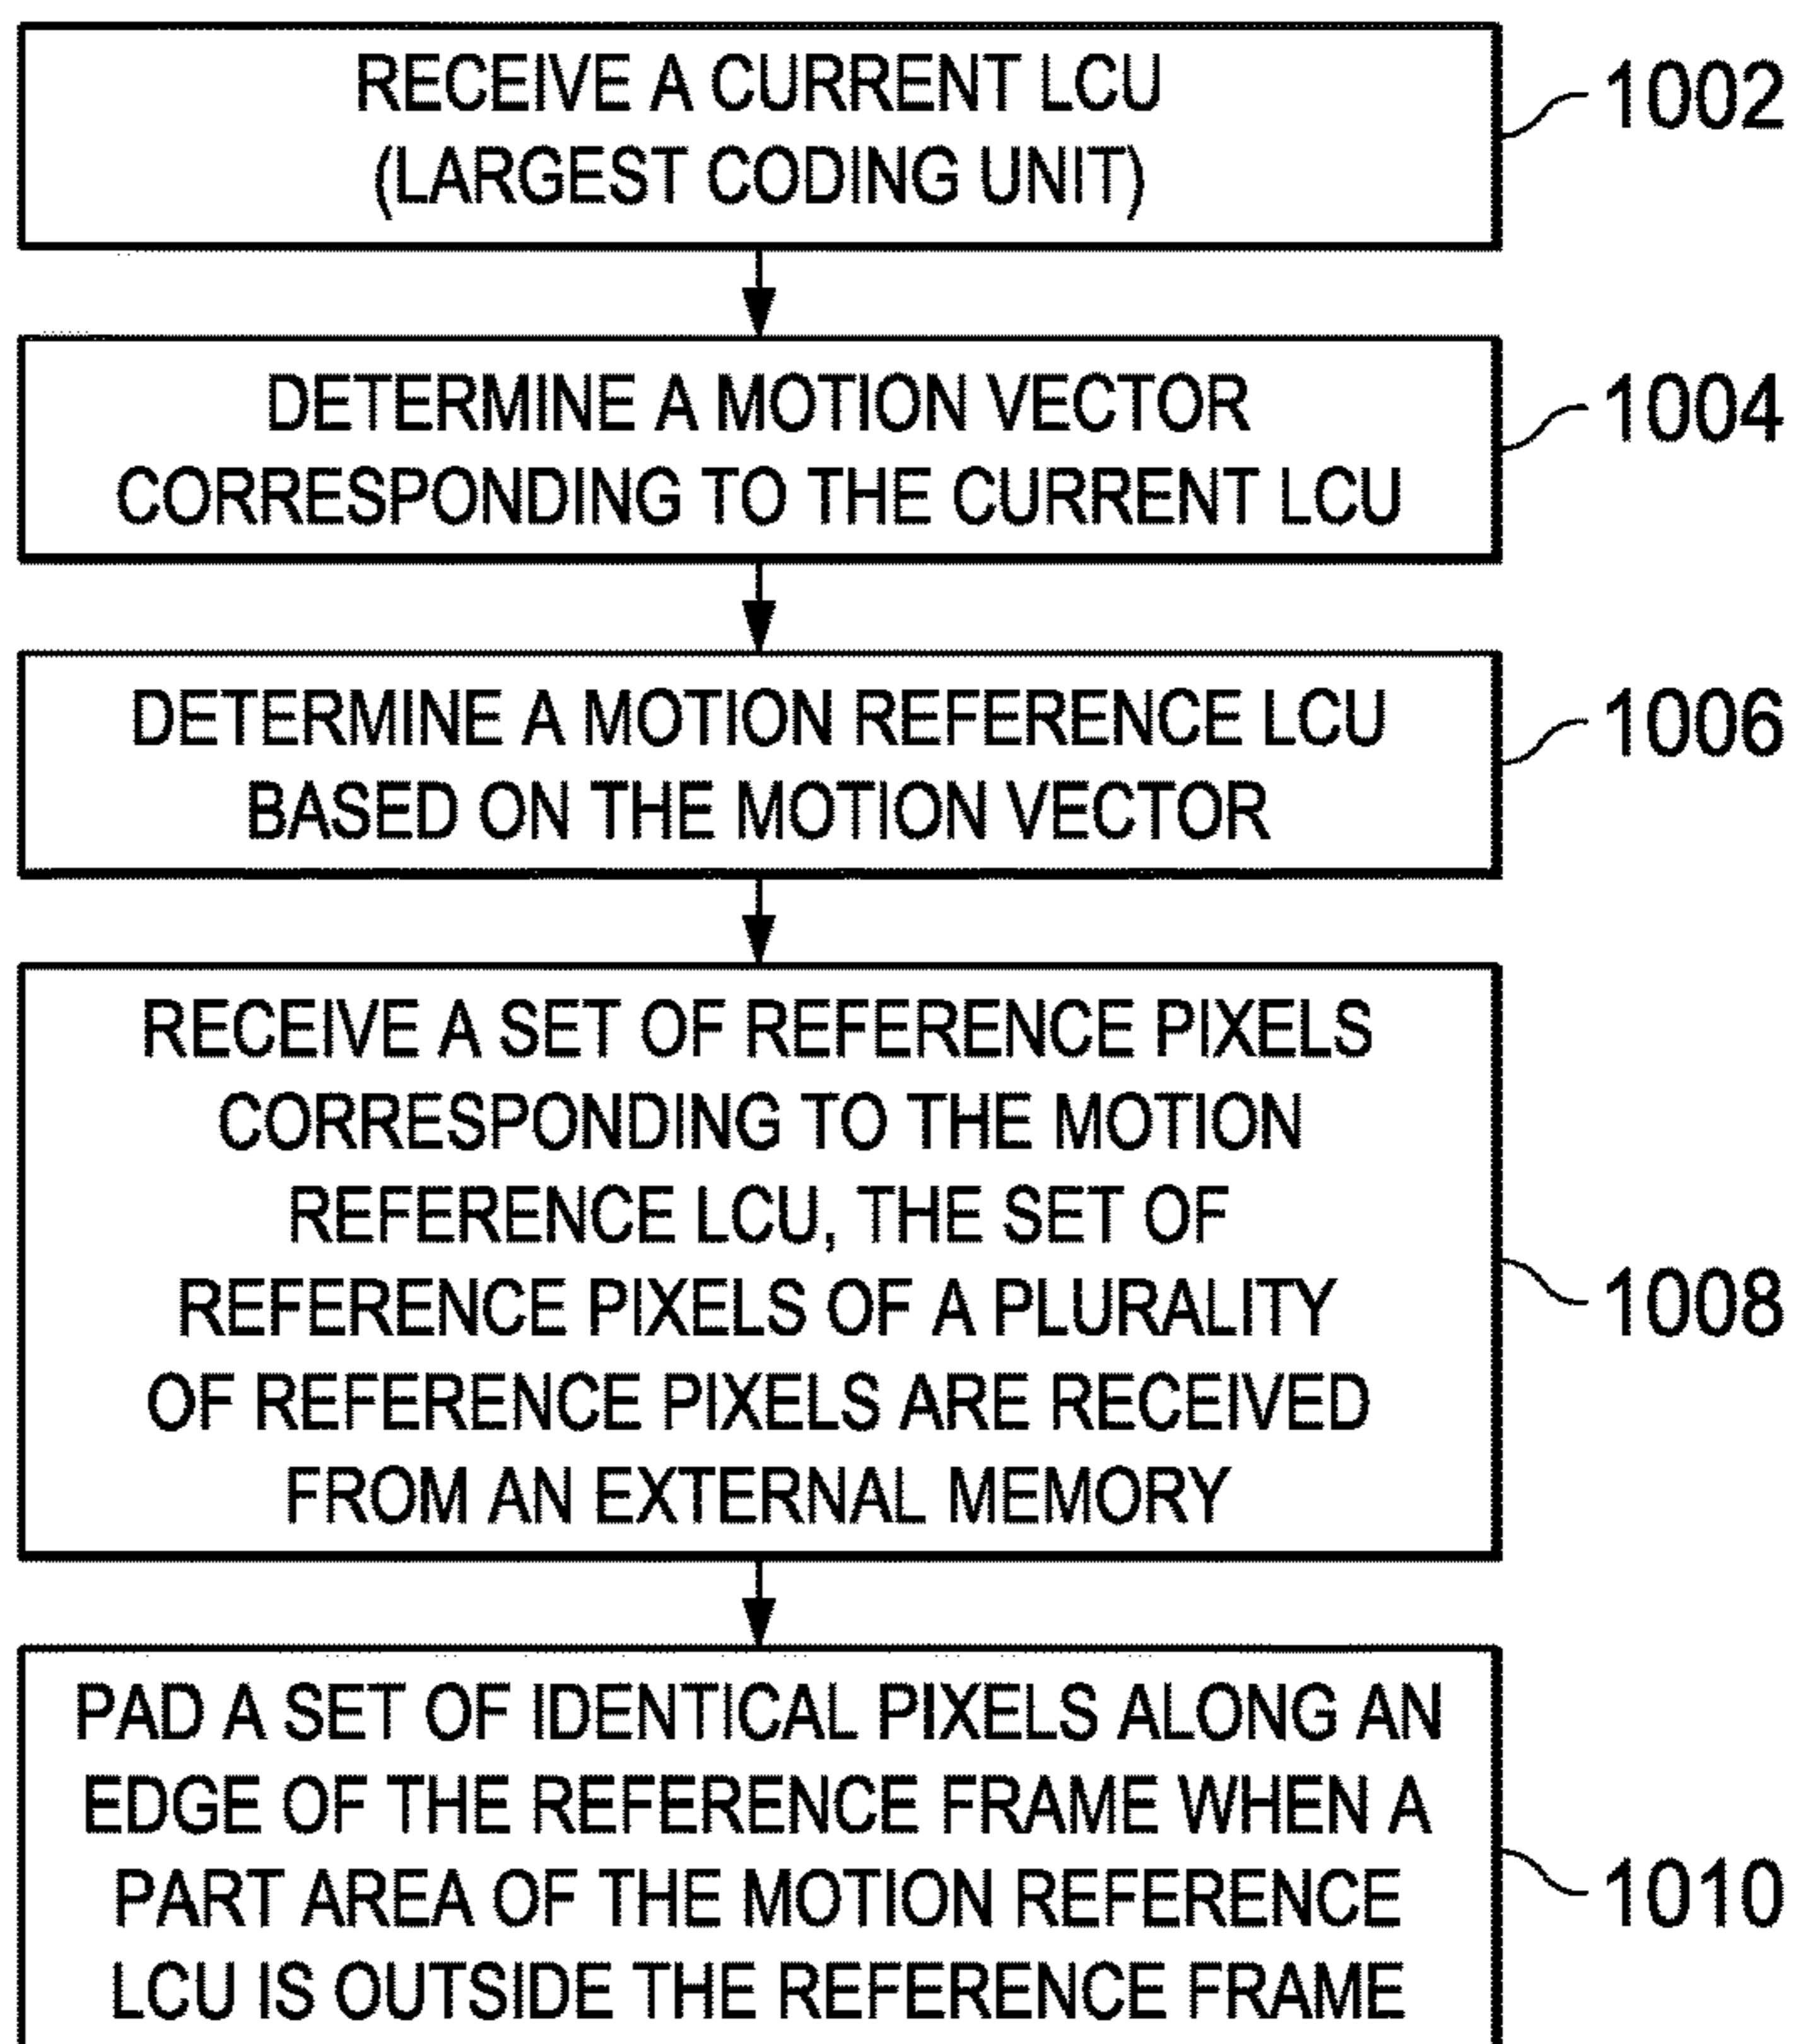 RECEIVE A CURRENT LCU
(LARGEST CODING UNIT)
1002
DETERMINE A MOTION VECTOR
CORRESPONDING TO THE CURRENT LCU
1004
DETERMINE A MOTION REFERENCE LCU
BASED ON THE MOTION VECTOR
1006
RECEIVE A SET OF REFERENCE PIXELS
CORRESPONDING TO THE MOTION
REFERENCE LCU, THE SET OF
REFERENCE PIXELS OF A PLURALITY
OF REFERENCE PIXELS ARE RECEIVED
FROM AN EXTERNAL MEMORY
1008
PAD A SET OF IDENTICAL PIXELS ALONG AN
EDGE OF THE REFERENCE FRAME WHEN A
PART AREA OF THE MOTION REFERENCE
LCU IS OUTSIDE THE REFERENCE FRAME
1010